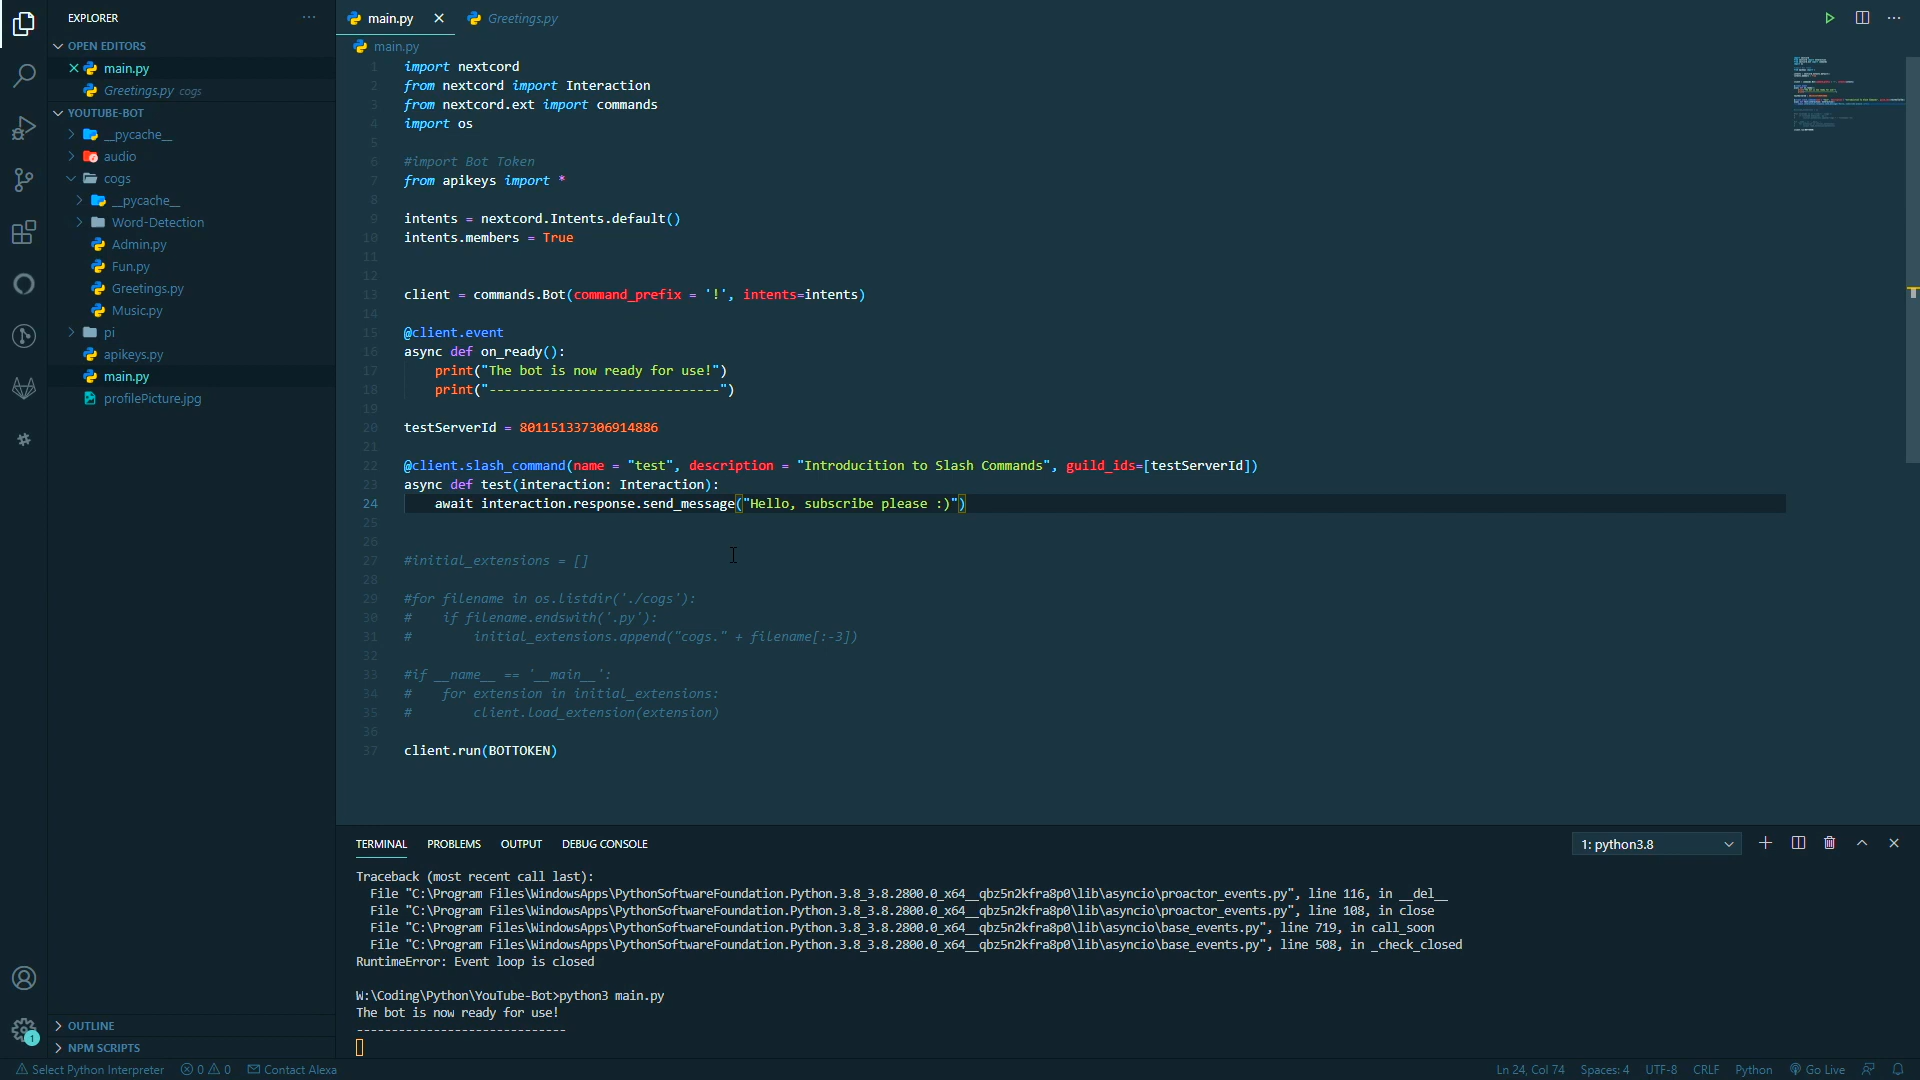 EXPLORER
OPEN EDITORS
main.py
Greetings.py cogs
YOUTUBE-BOT
__pycache__
audio
cogs
__pycache__
Word-Detection
Admin.py
Fun.py
Greetings.py
Music.py
pi
apikeys.py
main.py
profilePicture.jpg
OUTLINE
NPM SCRIPTS
main.py Greetings.py
main.py
1 import nextcord
2 from nextcord import Interaction
3 from nextcord.ext import commands
4 import os
5
6 #import Bot Token
7 from apikeys import *
8
9 intents = nextcord.Intents.default()
10 intents.members = True
11
12
13 client = commands.Bot(command_prefix = '!', intents=intents)
14
15 @client.event
16 async def on_ready():
17 print("The bot is now ready for use!")
18 print("------------------------------")
19
20 testServerId = 801151337306914886
21
22 @client.slash_command(name = "test", description = "Introducition to Slash Commands", guild_ids=[testServerId])
23 async def test(interaction: Interaction):
24 await interaction.response.send_message("Hello, subscribe please :)")
25
26
27 #initial_extensions = []
28
29 #for filename in os.listdir('./cogs'):
30 # if filename.endswith('.py'):
31 # initial_extensions.append("cogs." + filename[:-3])
32
33 #if __name__ == '__main__':
34 # for extension in initial_extensions:
35 # client.load_extension(extension)
36
37 client.run(BOTTOKEN)
TERMINAL PROBLEMS OUTPUT DEBUG CONSOLE 1: python3.8
Traceback (most recent call last):
File "C:\Program Files\WindowsApps\PythonSoftwareFoundation.Python.3.8_3.8.2800.0_x64__qbz5n2kfra8p0\lib\asyncio\proactor_events.py", line 116, in __del__
File "C:\Program Files\WindowsApps\PythonSoftwareFoundation.Python.3.8_3.8.2800.0_x64__qbz5n2kfra8p0\lib\asyncio\proactor_events.py", line 108, in close
File "C:\Program Files\WindowsApps\PythonSoftwareFoundation.Python.3.8_3.8.2800.0_x64__qbz5n2kfra8p0\lib\asyncio\base_events.py", line 719, in call_soon
File "C:\Program Files\WindowsApps\PythonSoftwareFoundation.Python.3.8_3.8.2800.0_x64__qbz5n2kfra8p0\lib\asyncio\base_events.py", line 508, in _check_closed
RuntimeError: Event loop is closed
W:\Coding\Python\YouTube-Bot>python3 main.py
The bot is now ready for use!
------------------------------
1
Select Python Interpreter 0 0 Contact Alexa Ln 24, Col 74 Spaces: 4 UTF-8 CRLF Python Go Live